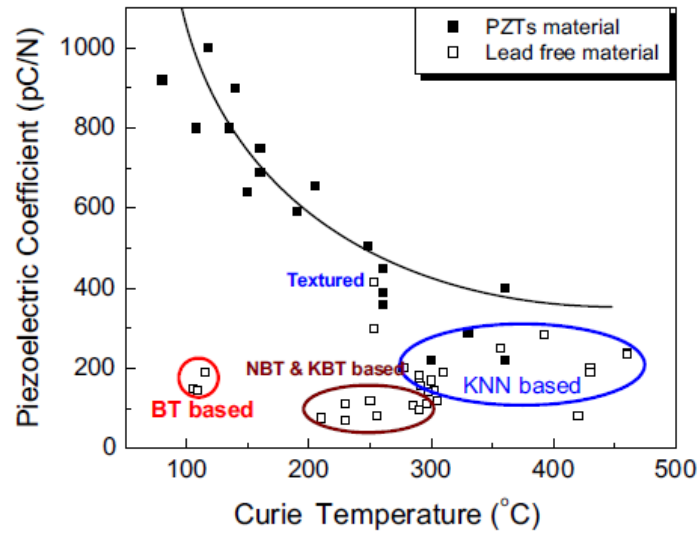 PZTs material
Lead free material
Piezoelectric Coefficient (pC/N)
1000
800
600
400
200
0
Textured
NBT & KBT based
BT based
KNN based
100
200
300
400
500
Curie Temperature (°C)